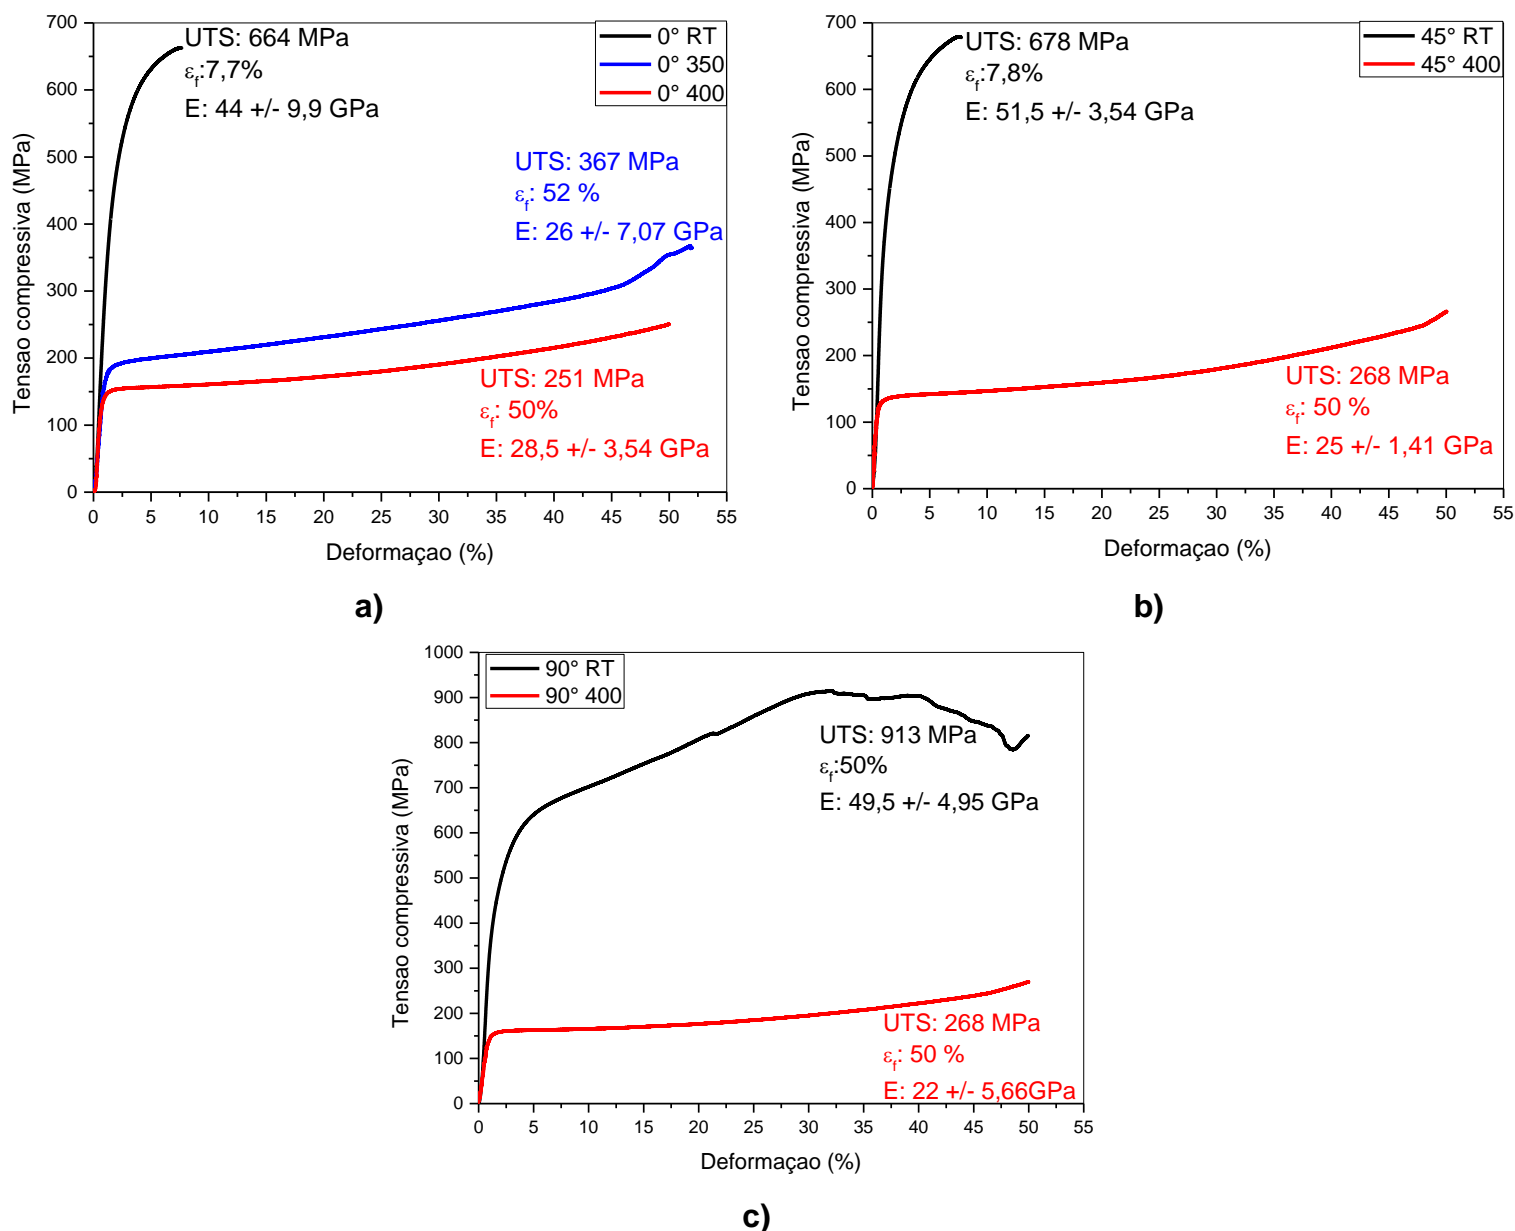 700
600
500
400
300
200
100
0
Tensao compressiva (MPa)
UTS: 664 MPa
εf:7,7%
E: 44 +/- 9,9 GPa
0° RT
0° 350
0° 400
UTS: 367 MPa
εf: 52 %
E: 26 +/- 7,07 GPa
UTS: 251 MPa
εf: 50%
E: 28,5 +/- 3,54 GPa
0 5 10 15 20 25 30 35 40 45 50 55
Deformaçao (%)
a)
700
600
500
400
300
200
100
0
Tensao compressiva (MPa)
UTS: 678 MPa
εf:7,8%
E: 51,5 +/- 3,54 GPa
45° RT
45° 400
UTS: 268 MPa
εf: 50 %
E: 25 +/- 1,41 GPa
0 5 10 15 20 25 30 35 40 45 50 55
Deformaçao (%)
b)
1000
900
800
700
600
500
400
300
200
100
0
Tensao compressiva (MPa)
90° RT
90° 400
UTS: 913 MPa
εf:50%
E: 49,5 +/- 4,95 GPa
UTS: 268 MPa
εf: 50 %
E: 22 +/- 5,66GPa
0 5 10 15 20 25 30 35 40 45 50 55
Deformaçao (%)
c)